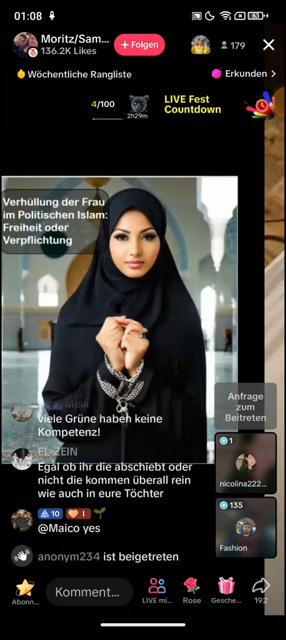 01:08
63
Moritz/Sam...
136.2K Likes
+ Folgen
179
Wöchentliche Rangliste
Erkunden >
4/100
2h29m
LIVE Fest
Countdown
Verhüllung der Frau
im Politischen Islam:
Freiheit oder
Verpflichtung
Viele Grüne haben keine
Kompetenz!
EL-ZEIN
Egal ob ihr die abschiebt oder
nicht die kommen überall rein
wie auch in eure Töchter
10
I
@Maico yes
anonym234 ist beigetreten
Anfrage
zum
Beitreten
1
nicolina222...
135
Fashion
Abonn...
Komment...
LIVE mi...
Rose
Gesche...
192